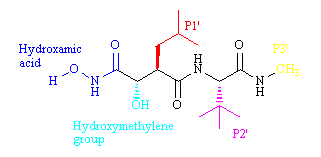 P1'
Hydroxamic
acid
P3'
O
H
O
N
H
OH
O
H
N
O
N
H
CH3
Hydroxymethylene
group
P2'